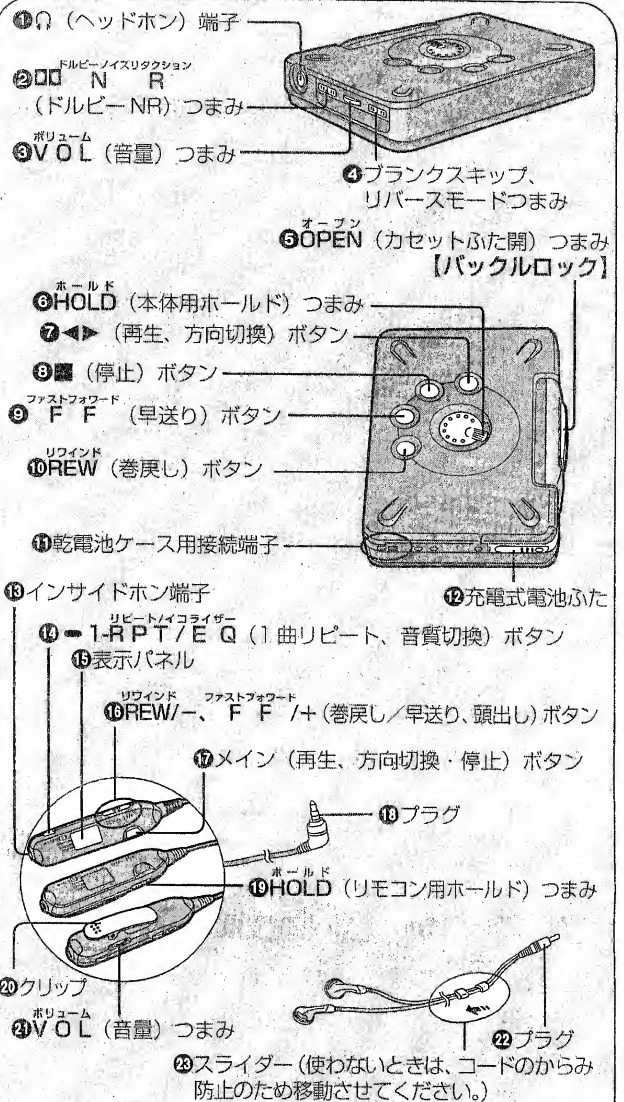 ❶🎧（ヘッドホン）端子
ドルビーノイズリダクション
❷▯▯ N R
（ドルビーNR）つまみ
ボリューム
❸VOL（音量）つまみ
❹ブランクスキップ、
リバースモードつまみ
オープン
❺OPEN（カセットふた開）つまみ
【バックルロック】
ホールド
❻HOLD（本体用ホールド）つまみ
❼◀▶（再生、方向切換）ボタン
❽■（停止）ボタン
ファストフォワード
❾FF（早送り）ボタン
リワインド
❿REW（巻戻し）ボタン
⓫乾電池ケース用接続端子
⓬充電式電池ふた
⓭インサイドホン端子
リピート/イコライザー
⓮1-RPT/EQ（1曲リピート、音質切換）ボタン
⓯表示パネル
リワインド ファストフォワード
⓰REW/−、FF/+（巻戻し／早送り、頭出し）ボタン
⓱メイン（再生、方向切換・停止）ボタン
⓲プラグ
ホールド
⓳HOLD（リモコン用ホールド）つまみ
⓴クリップ
ボリューム
㉑VOL（音量）つまみ
㉒プラグ
㉓スライダー（使わないときは、コードのからみ
防止のため移動させてください。）